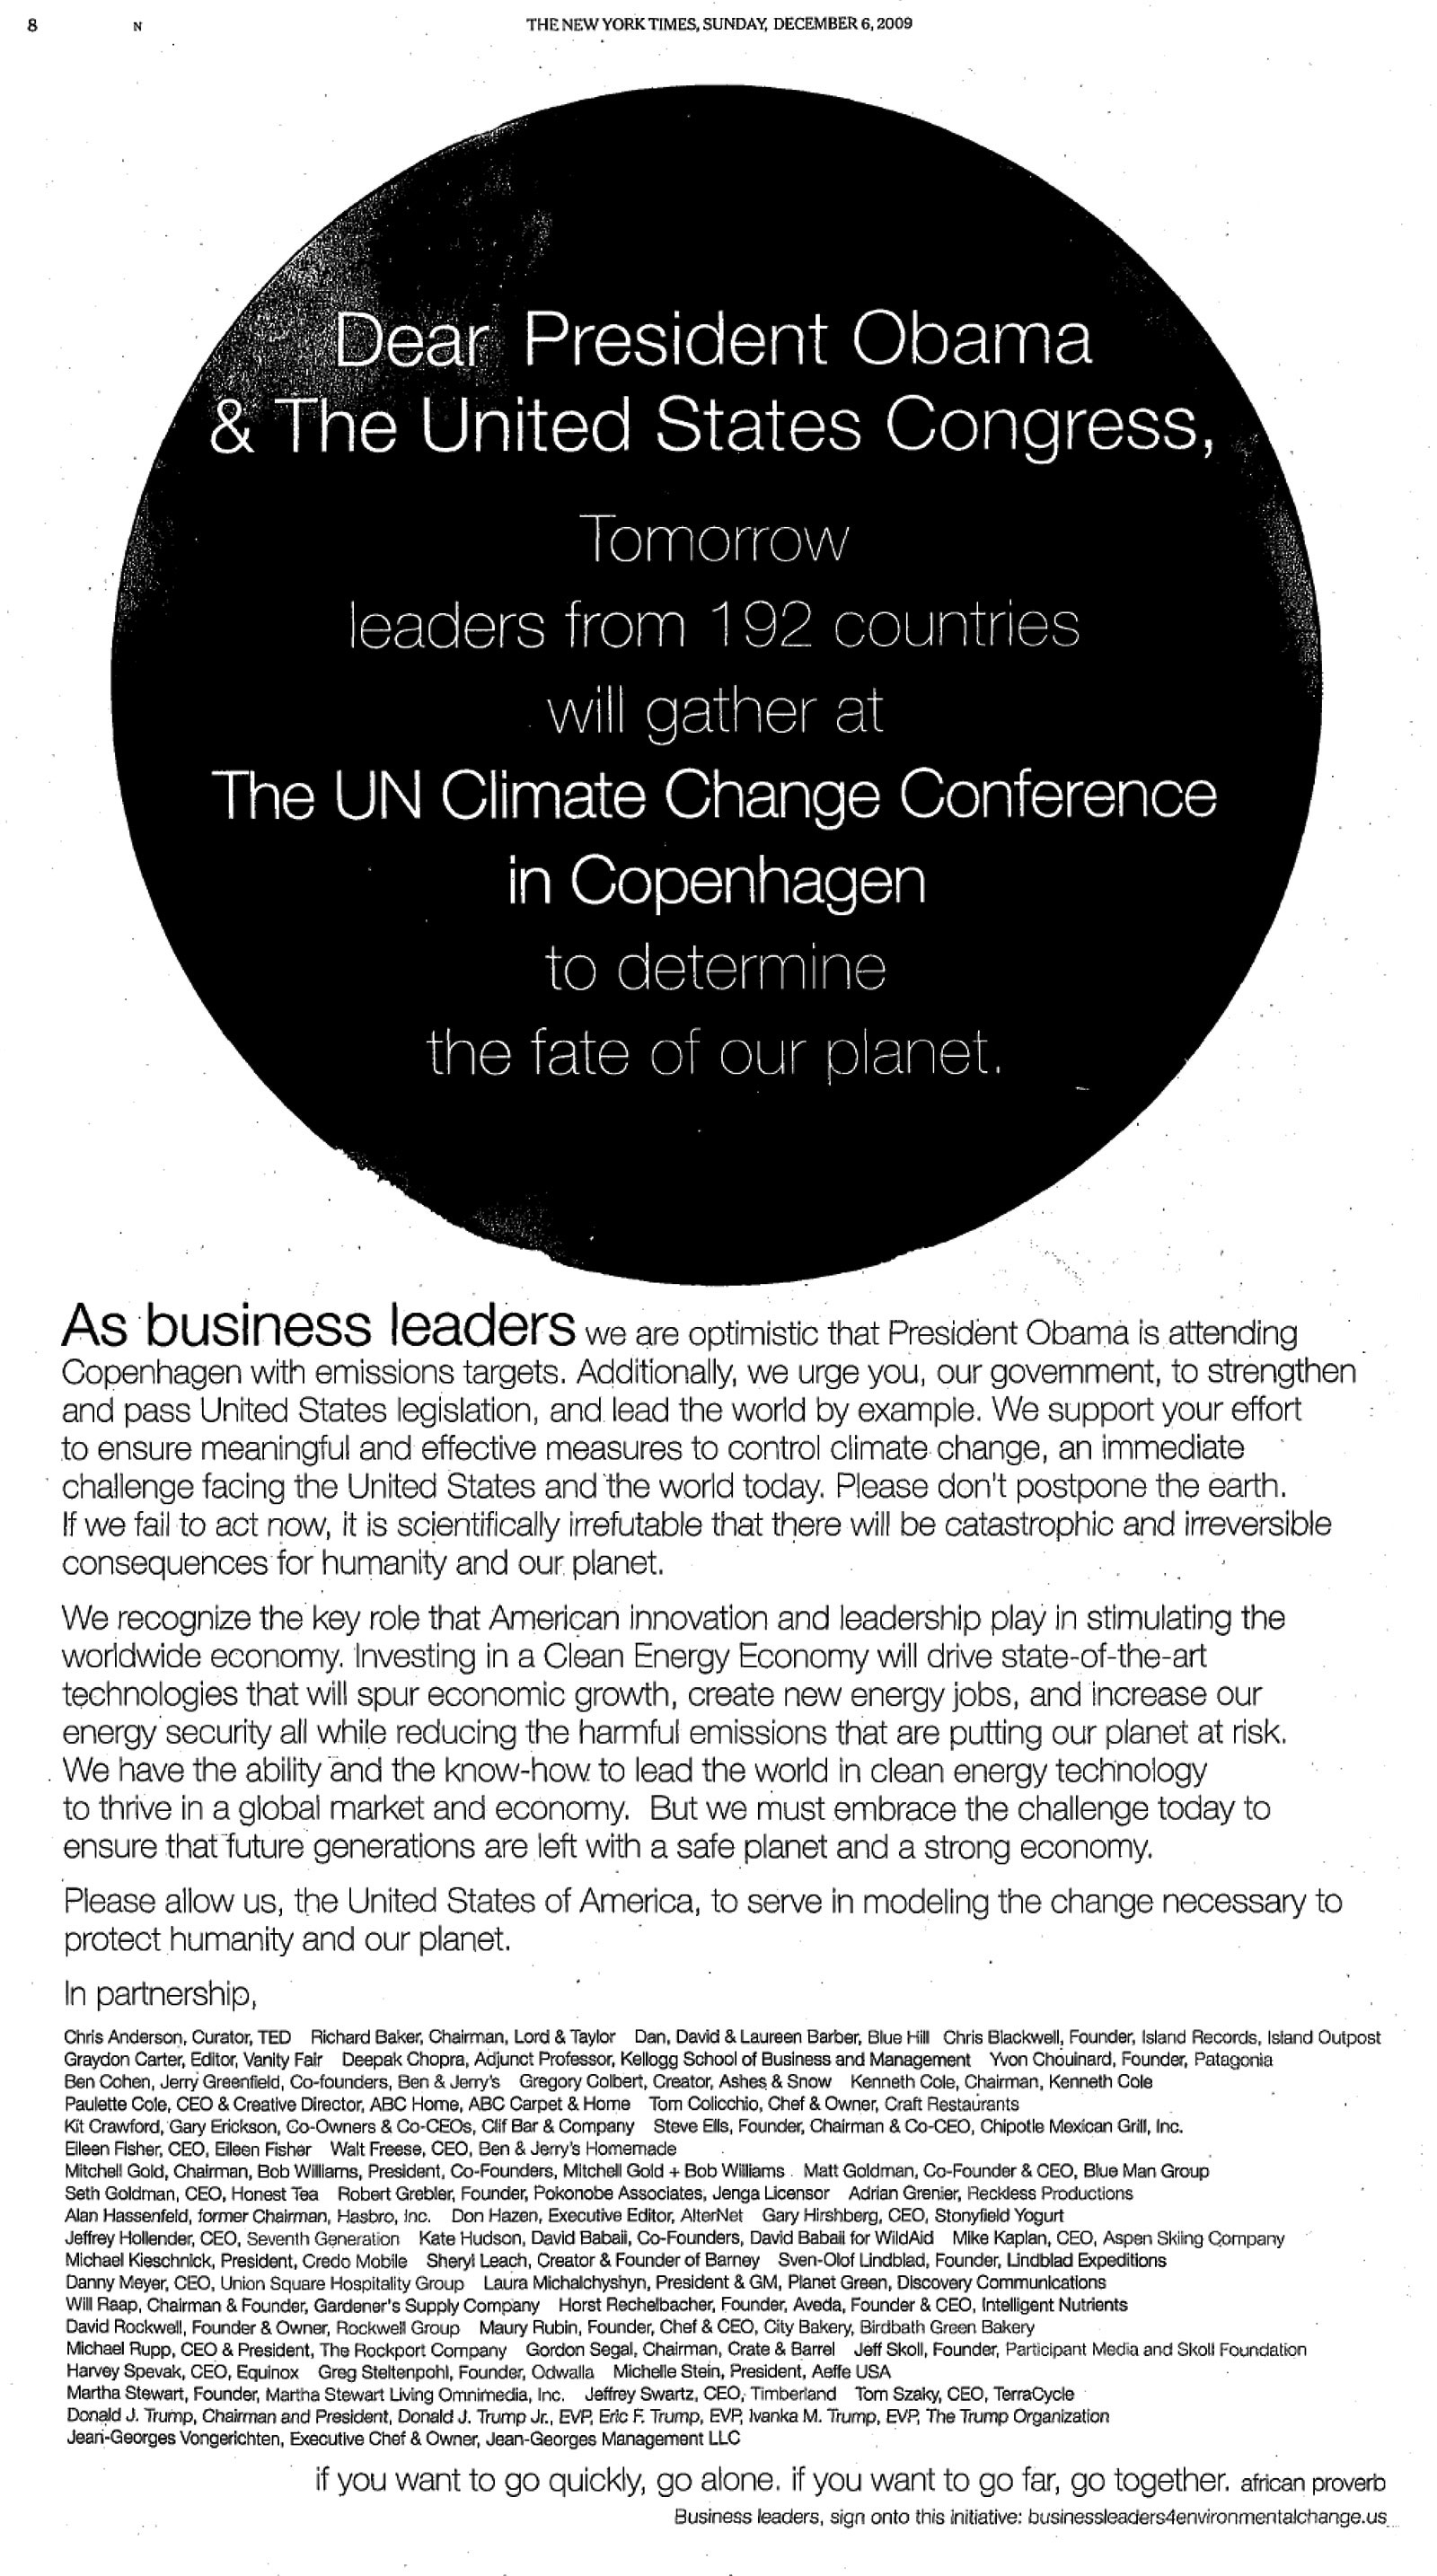 8 N THE NEW YORK TIMES, SUNDAY, DECEMBER 6, 2009
Dear President Obama
& The United States Congress,
Tomorrow
leaders from 192 countries
will gather at
The UN Climate Change Conference
in Copenhagen
to determine
the fate of our planet.
As business leaders we are optimistic that President Obama is attending
Copenhagen with emissions targets. Additionally, we urge you, our government, to strengthen
and pass United States legislation, and lead the world by example. We support your effort
to ensure meaningful and effective measures to control climate change, an immediate
challenge facing the United States and the world today. Please don't postpone the earth.
If we fail to act now, it is scientifically irrefutable that there will be catastrophic and irreversible
consequences for humanity and our planet.
We recognize the key role that American innovation and leadership play in stimulating the
worldwide economy. Investing in a Clean Energy Economy will drive state-of-the-art
technologies that will spur economic growth, create new energy jobs, and increase our
energy security all while reducing the harmful emissions that are putting our planet at risk.
We have the ability and the know-how to lead the world in clean energy technology
to thrive in a global market and economy. But we must embrace the challenge today to
ensure that future generations are left with a safe planet and a strong economy.
Please allow us, the United States of America, to serve in modeling the change necessary to
protect humanity and our planet.
In partnership,
Chris Anderson, Curator, TED Richard Baker, Chairman, Lord & Taylor Dan, David & Laureen Barber, Blue Hill Chris Blackwell, Founder, Island Records, Island Outpost
Graydon Carter, Editor, Vanity Fair Deepak Chopra, Adjunct Professor, Kellogg School of Business and Management Yvon Chouinard, Founder, Patagonia
Ben Cohen, Jerry Greenfield, Co-founders, Ben & Jerry's Gregory Colbert, Creator, Ashes & Snow Kenneth Cole, Chairman, Kenneth Cole
Paulette Cole, CEO & Creative Director, ABC Home, ABC Carpet & Home Tom Colicchio, Chef & Owner, Craft Restaurants
Kit Crawford, Gary Erickson, Co-Owners & Co-CEOs, Clif Bar & Company Steve Ells, Founder, Chairman & Co-CEO, Chipotle Mexican Grill, Inc.
Eileen Fisher, CEO, Eileen Fisher Walt Freese, CEO, Ben & Jerry's Homemade
Mitchell Gold, Chairman, Bob Williams, President, Co-Founders, Mitchell Gold + Bob Williams Matt Goldman, Co-Founder & CEO, Blue Man Group
Seth Goldman, CEO, Honest Tea Robert Grebler, Founder, Pokonobe Associates, Jenga Licensor Adrian Grenier, Reckless Productions
Alan Hassenfeld, former Chairman, Hasbro, Inc. Don Hazen, Executive Editor, AlterNet Gary Hirshberg, CEO, Stonyfield Yogurt
Jeffrey Hollender, CEO, Seventh Generation Kate Hudson, David Babaii, Co-Founders, David Babaii for WildAid Mike Kaplan, CEO, Aspen Skiing Company
Michael Kieschnick, President, Credo Mobile Sheryl Leach, Creator & Founder of Barney Sven-Olof Lindblad, Founder, Lindblad Expeditions
Danny Meyer, CEO, Union Square Hospitality Group Laura Michalchyshyn, President & GM, Planet Green, Discovery Communications
Will Raap, Chairman & Founder, Gardener's Supply Company Horst Rechelbacher, Founder, Aveda, Founder & CEO, Intelligent Nutrients
David Rockwell, Founder & Owner, Rockwell Group Maury Rubin, Founder, Chef & CEO, City Bakery, Birdbath Green Bakery
Michael Rupp, CEO & President, The Rockport Company Gordon Segal, Chairman, Crate & Barrel Jeff Skoll, Founder, Participant Media and Skoll Foundation
Harvey Spevak, CEO, Equinox Greg Steltenpohl, Founder, Odwalla Michelle Stein, President, Aeffe USA
Martha Stewart, Founder, Martha Stewart Living Omnimedia, Inc. Jeffrey Swartz, CEO, Timberland Tom Szaky, CEO, TerraCycle
Donald J. Trump, Chairman and President, Donald J. Trump Jr., EVP, Eric F. Trump, EVP, Ivanka M. Trump, EVP, The Trump Organization
Jean-Georges Vongerichten, Executive Chef & Owner, Jean-Georges Management LLC
if you want to go quickly, go alone. if you want to go far, go together. african proverb
Business leaders, sign onto this initiative: businessleaders4environmentalchange.us